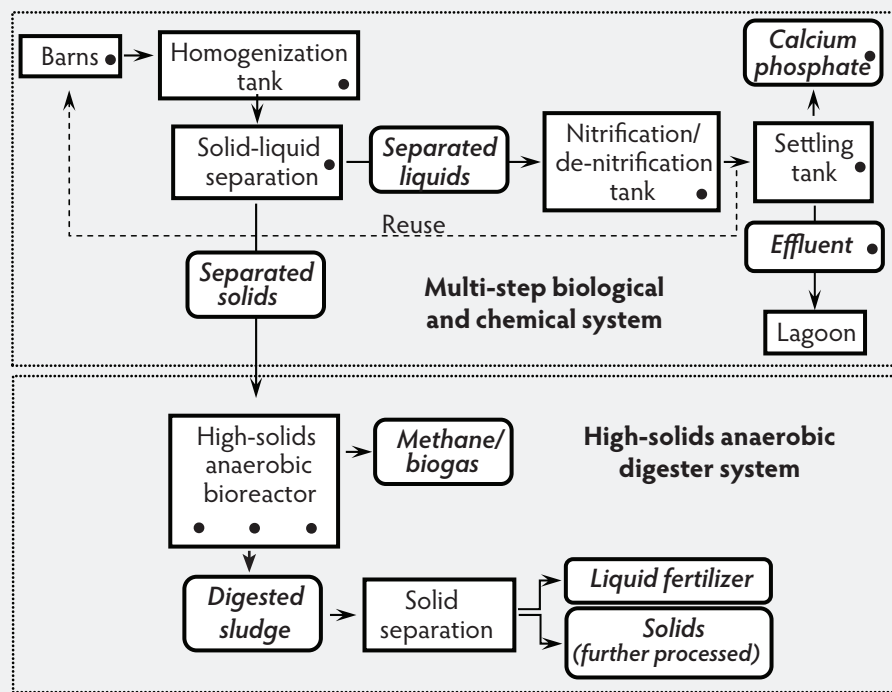 Barns
Homogenization
tank
Calcium
phosphate
Solid-liquid
separation
Separated
liquids
Nitrification/
de-nitrification
tank
Settling
tank
Reuse
Separated
solids
Effluent
Multi-step biological
and chemical system
Lagoon
High-solids
anaerobic
bioreactor
Methane/
biogas
High-solids anaerobic
digester system
Digested
sludge
Solid
separation
Liquid fertilizer
Solids
(further processed)